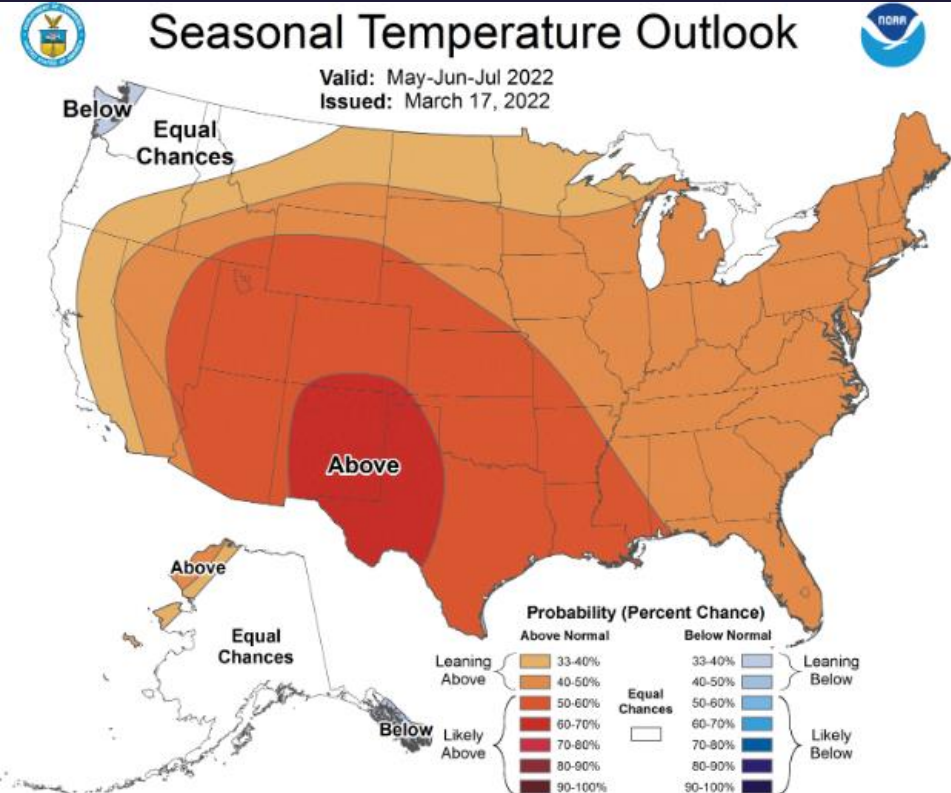 Seasonal Temperature Outlook
NOAA
Valid: May-Jun-Jul 2022
Issued: March 17, 2022
Below
Equal
Chances
Above
Above
Equal
Chances
Below
Probability (Percent Chance)
Above Normal
Below Normal
Leaning
Above
33-40%
40-50%
Likely
Above
50-60%
60-70%
70-80%
80-90%
90-100%
Equal
Chances
33-40%
40-50%
Leaning
Below
50-60%
60-70%
70-80%
80-90%
90-100%
Likely
Below